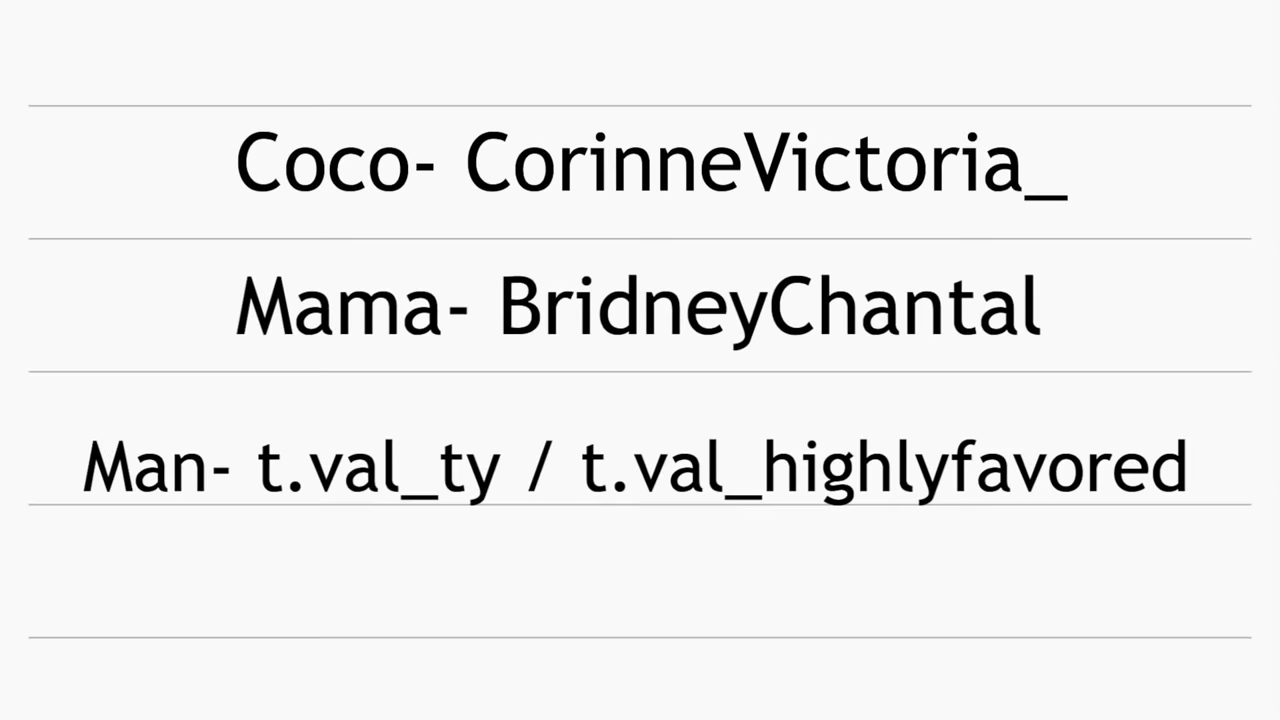 Coco- CorinneVictoria_
Mama- BridneyChantal
Man- t.val_ty / t.val_highlyfavored